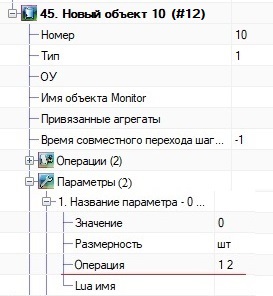 45. Новый объект 10 (#12)
Номер 10
Тип 1
ОУ
Имя объекта Monitor
Привязанные агрегаты
Время совместного перехода шаг... -1
Операции (2)
Параметры (2)
1. Название параметра - 0 ...
Значение 0
Размерность шт
Операция 1 2
Lua имя